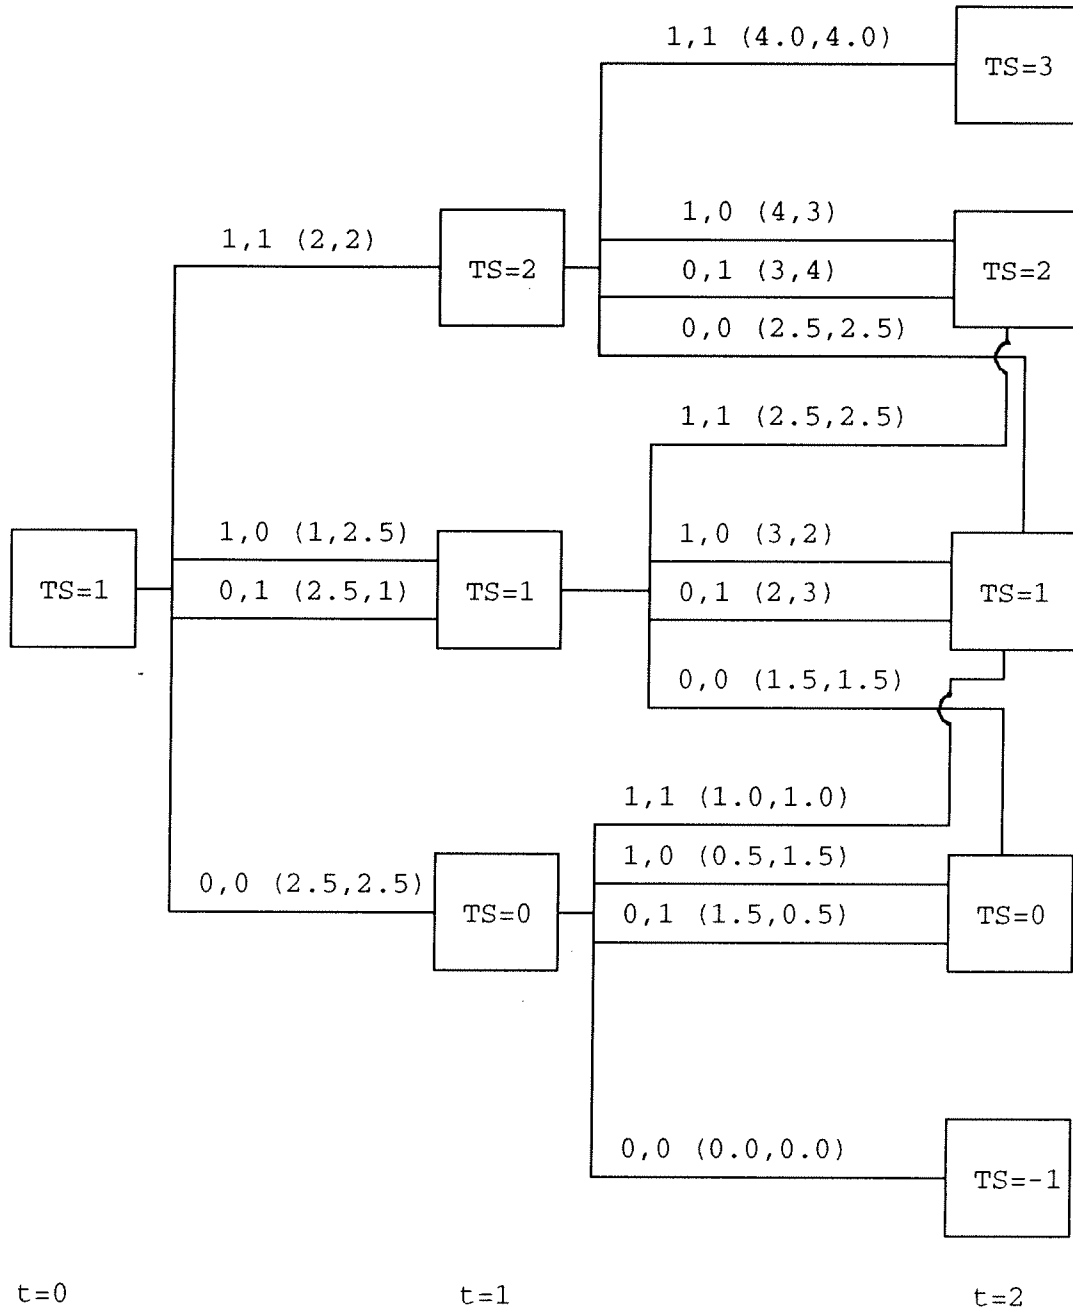 1,1 (4.0,4.0)
TS=3
1,0 (4,3)
1,1 (2,2)
TS=2
0,1 (3,4)
TS=2
0,0 (2.5,2.5)
1,1 (2.5,2.5)
1,0 (1,2.5)
1,0 (3,2)
TS=1
0,1 (2.5,1)
TS=1
0,1 (2,3)
TS=1
0,0 (1.5,1.5)
1,1 (1.0,1.0)
1,0 (0.5,1.5)
0,0 (2.5,2.5)
TS=0
0,1 (1.5,0.5)
TS=0
0,0 (0.0,0.0)
TS=-1
t=0
t=1
t=2